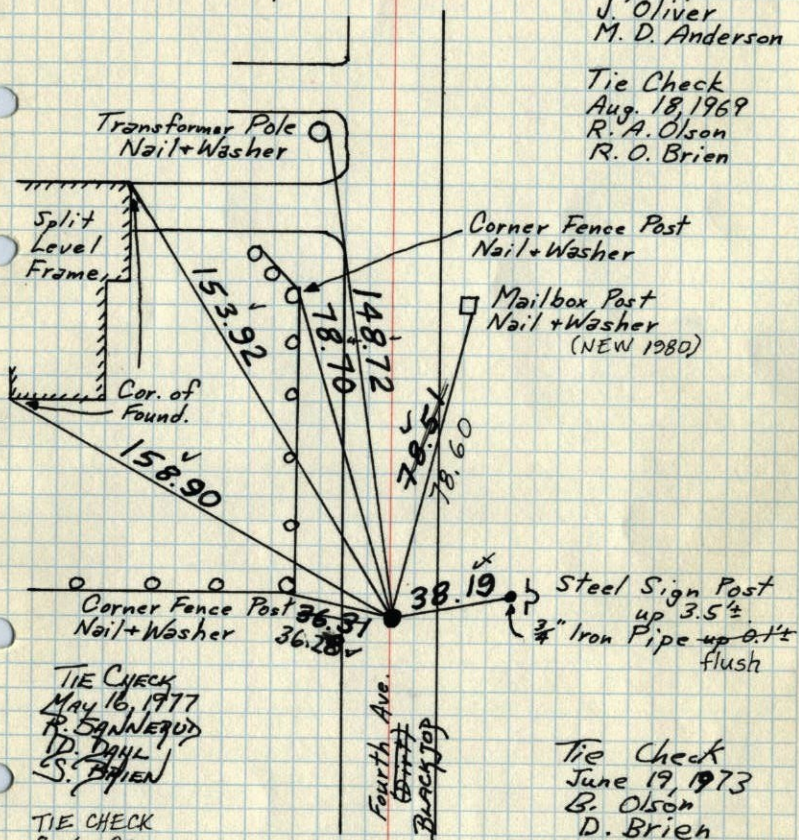 J. Oliver
M. D. Anderson
Tie Check
Aug. 18, 1969
R. A. Olson
R. O. Brien
Transformer Pole
Nail + Washer
Split
Level
Frame
Corner Fence Post
Nail + Washer
Mailbox Post
Nail + Washer
(NEW 1980)
153.92
78.70
148.72
78.51
78.60
Cor. of
Found.
158.90
38.19
Steel Sign Post
up 3.5'±
3/4" Iron Pipe up 0.1'±
flush
Corner Fence Post
Nail + Washer
36.31
36.28
TIE CHECK
May 16, 1977
D. DAHL
S. BRIEN
Fourth Ave.
Dirt
BLACKTOP
Tie Check
June 19, 1973
B. Olson
D. Brien
TIE CHECK